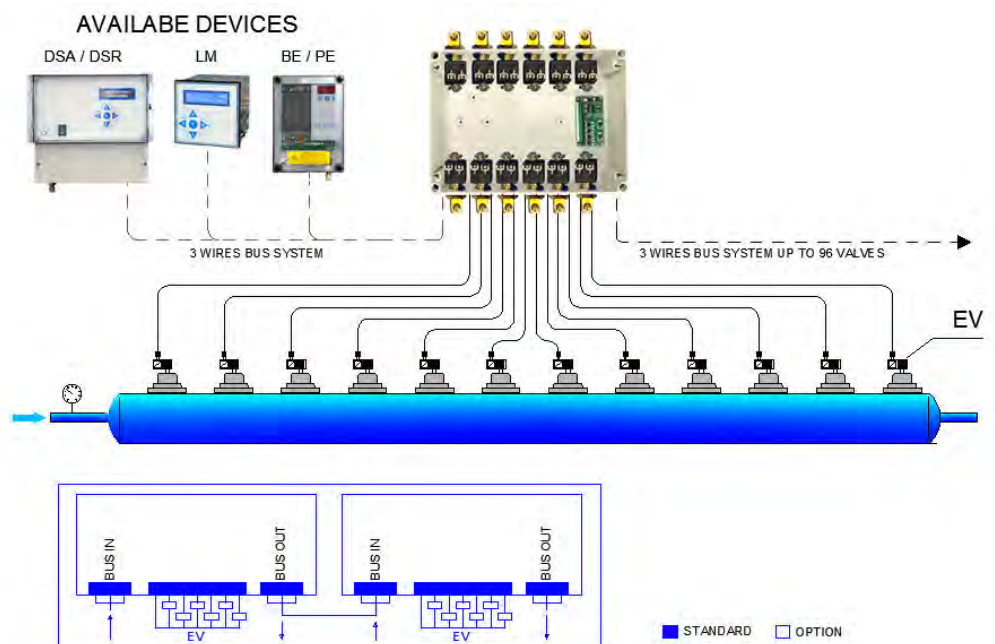 AVAILABE DEVICES
DSA / DSR
LM
BE / PE
3 WIRES BUS SYSTEM
3 WIRES BUS SYSTEM UP TO 96 VALVES
EV
BUS IN
BUS OUT
BUS IN
BUS OUT
EV
EV
STANDARD
OPTION